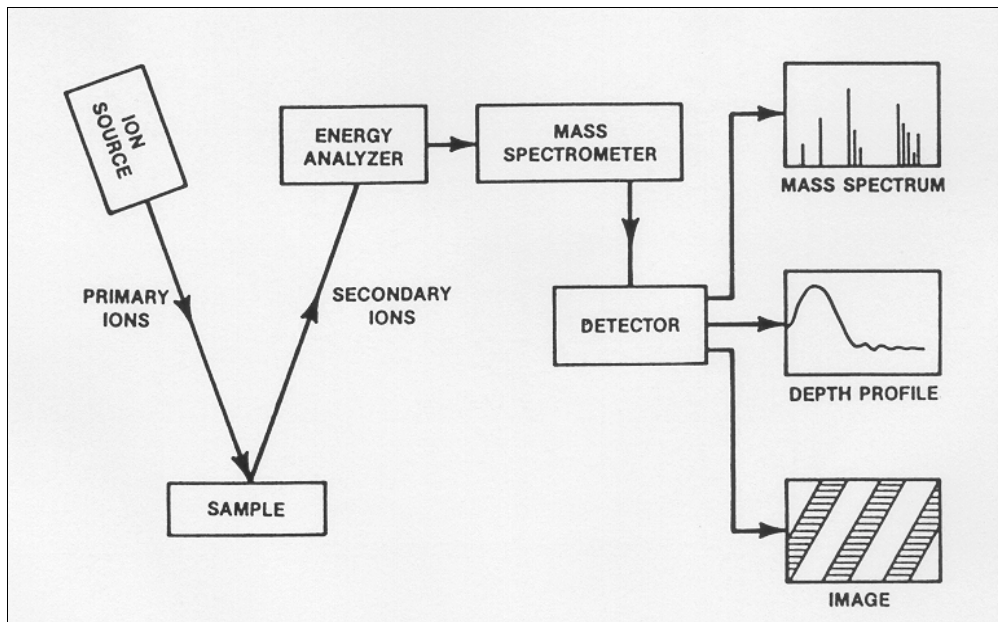 ION
SOURCE
ENERGY
ANALYZER
MASS
SPECTROMETER
MASS SPECTRUM
PRIMARY
IONS
SECONDARY
IONS
DETECTOR
DEPTH PROFILE
SAMPLE
IMAGE